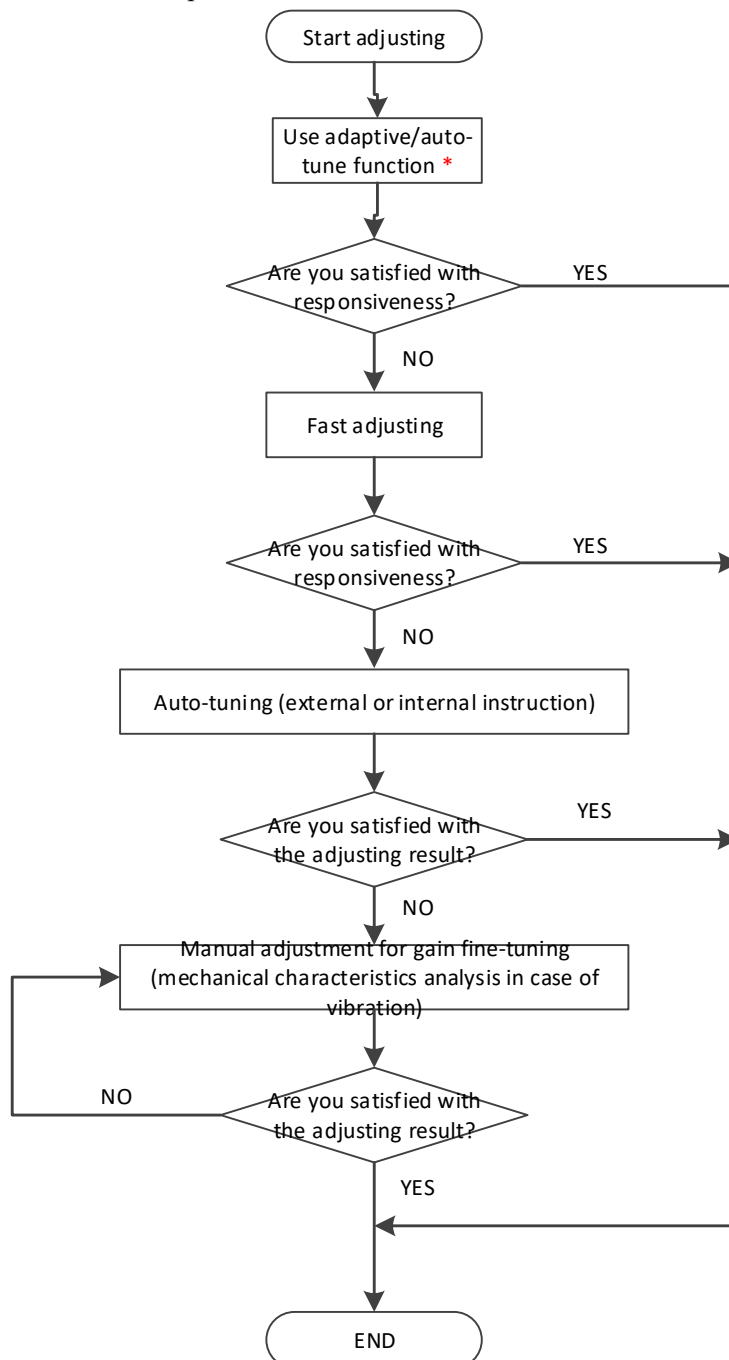 Start adjusting
Use adaptive/auto-
tune function *
Are you satisfied with
responsiveness?
YES
NO
Fast adjusting
Are you satisfied with
responsiveness?
YES
NO
Auto-tuning (external or internal instruction)
Are you satisfied with
the adjusting result?
YES
NO
Manual adjustment for gain fine-tuning
(mechanical characteristics analysis in case of
vibration)
NO
Are you satisfied with
the adjusting result?
YES
END